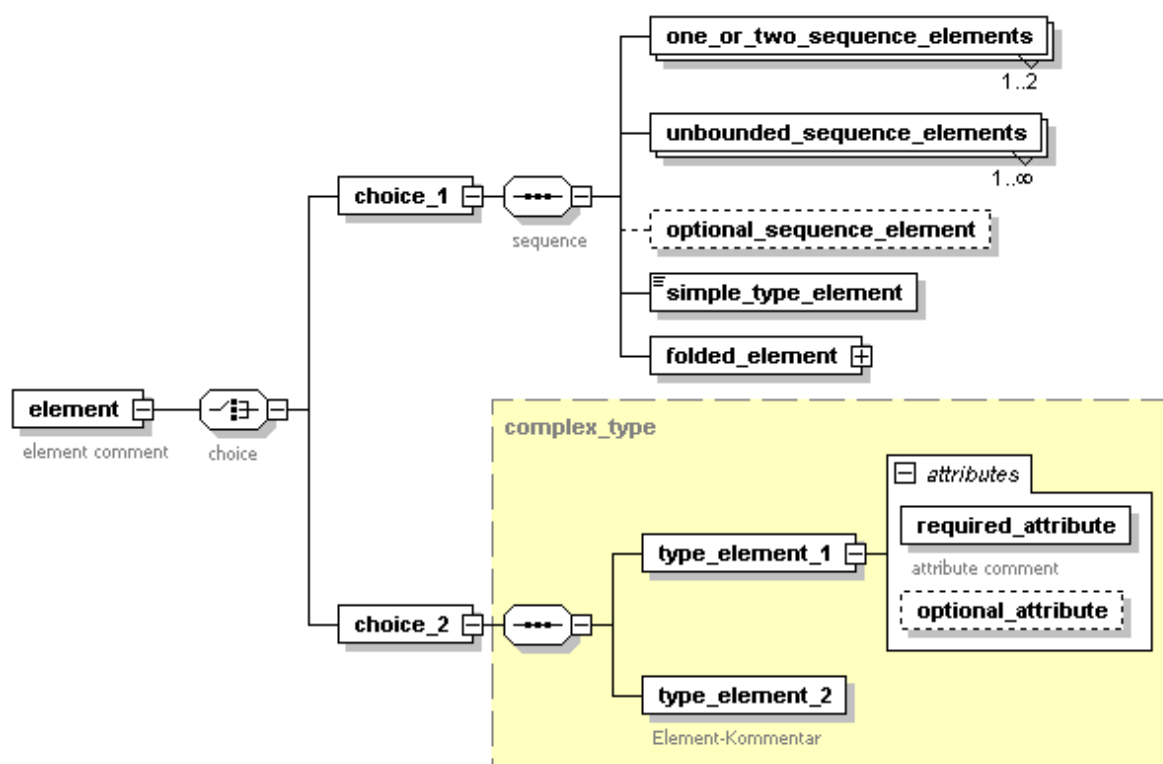 one_or_two_sequence_elements
1..2
unbounded_sequence_elements
1..∞
choice_1
sequence
optional_sequence_element
simple_type_element
folded_element
element
element comment
choice
complex_type
attributes
required_attribute
attribute comment
type_element_1
optional_attribute
choice_2
type_element_2
Element-Kommentar